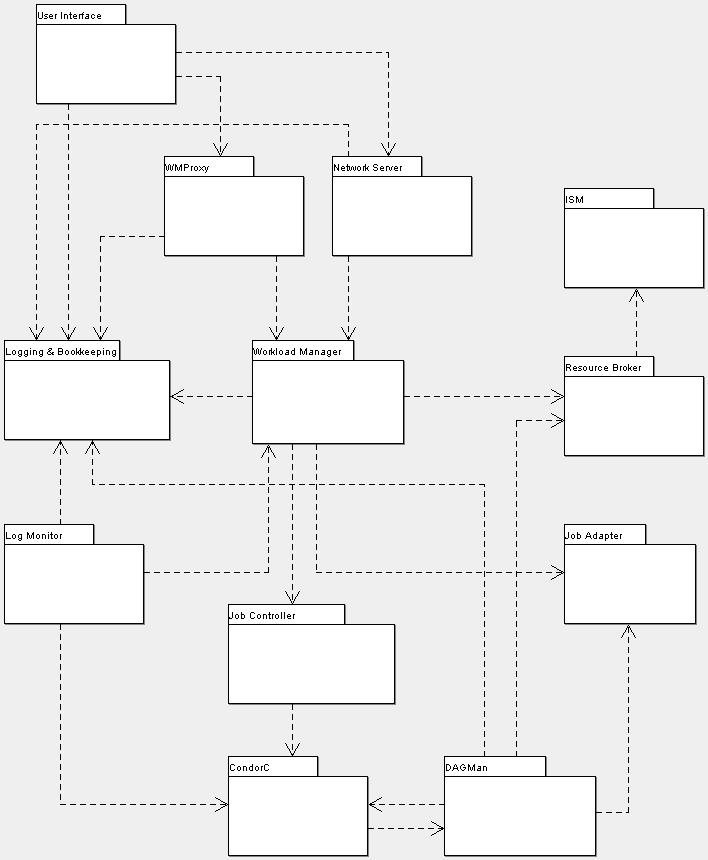 User Interface
WMProxy
Network Server
ISM
Logging & Bookkeeping
Workload Manager
Resource Broker
Log Monitor
Job Adapter
Job Controller
CondorC
DAGMan